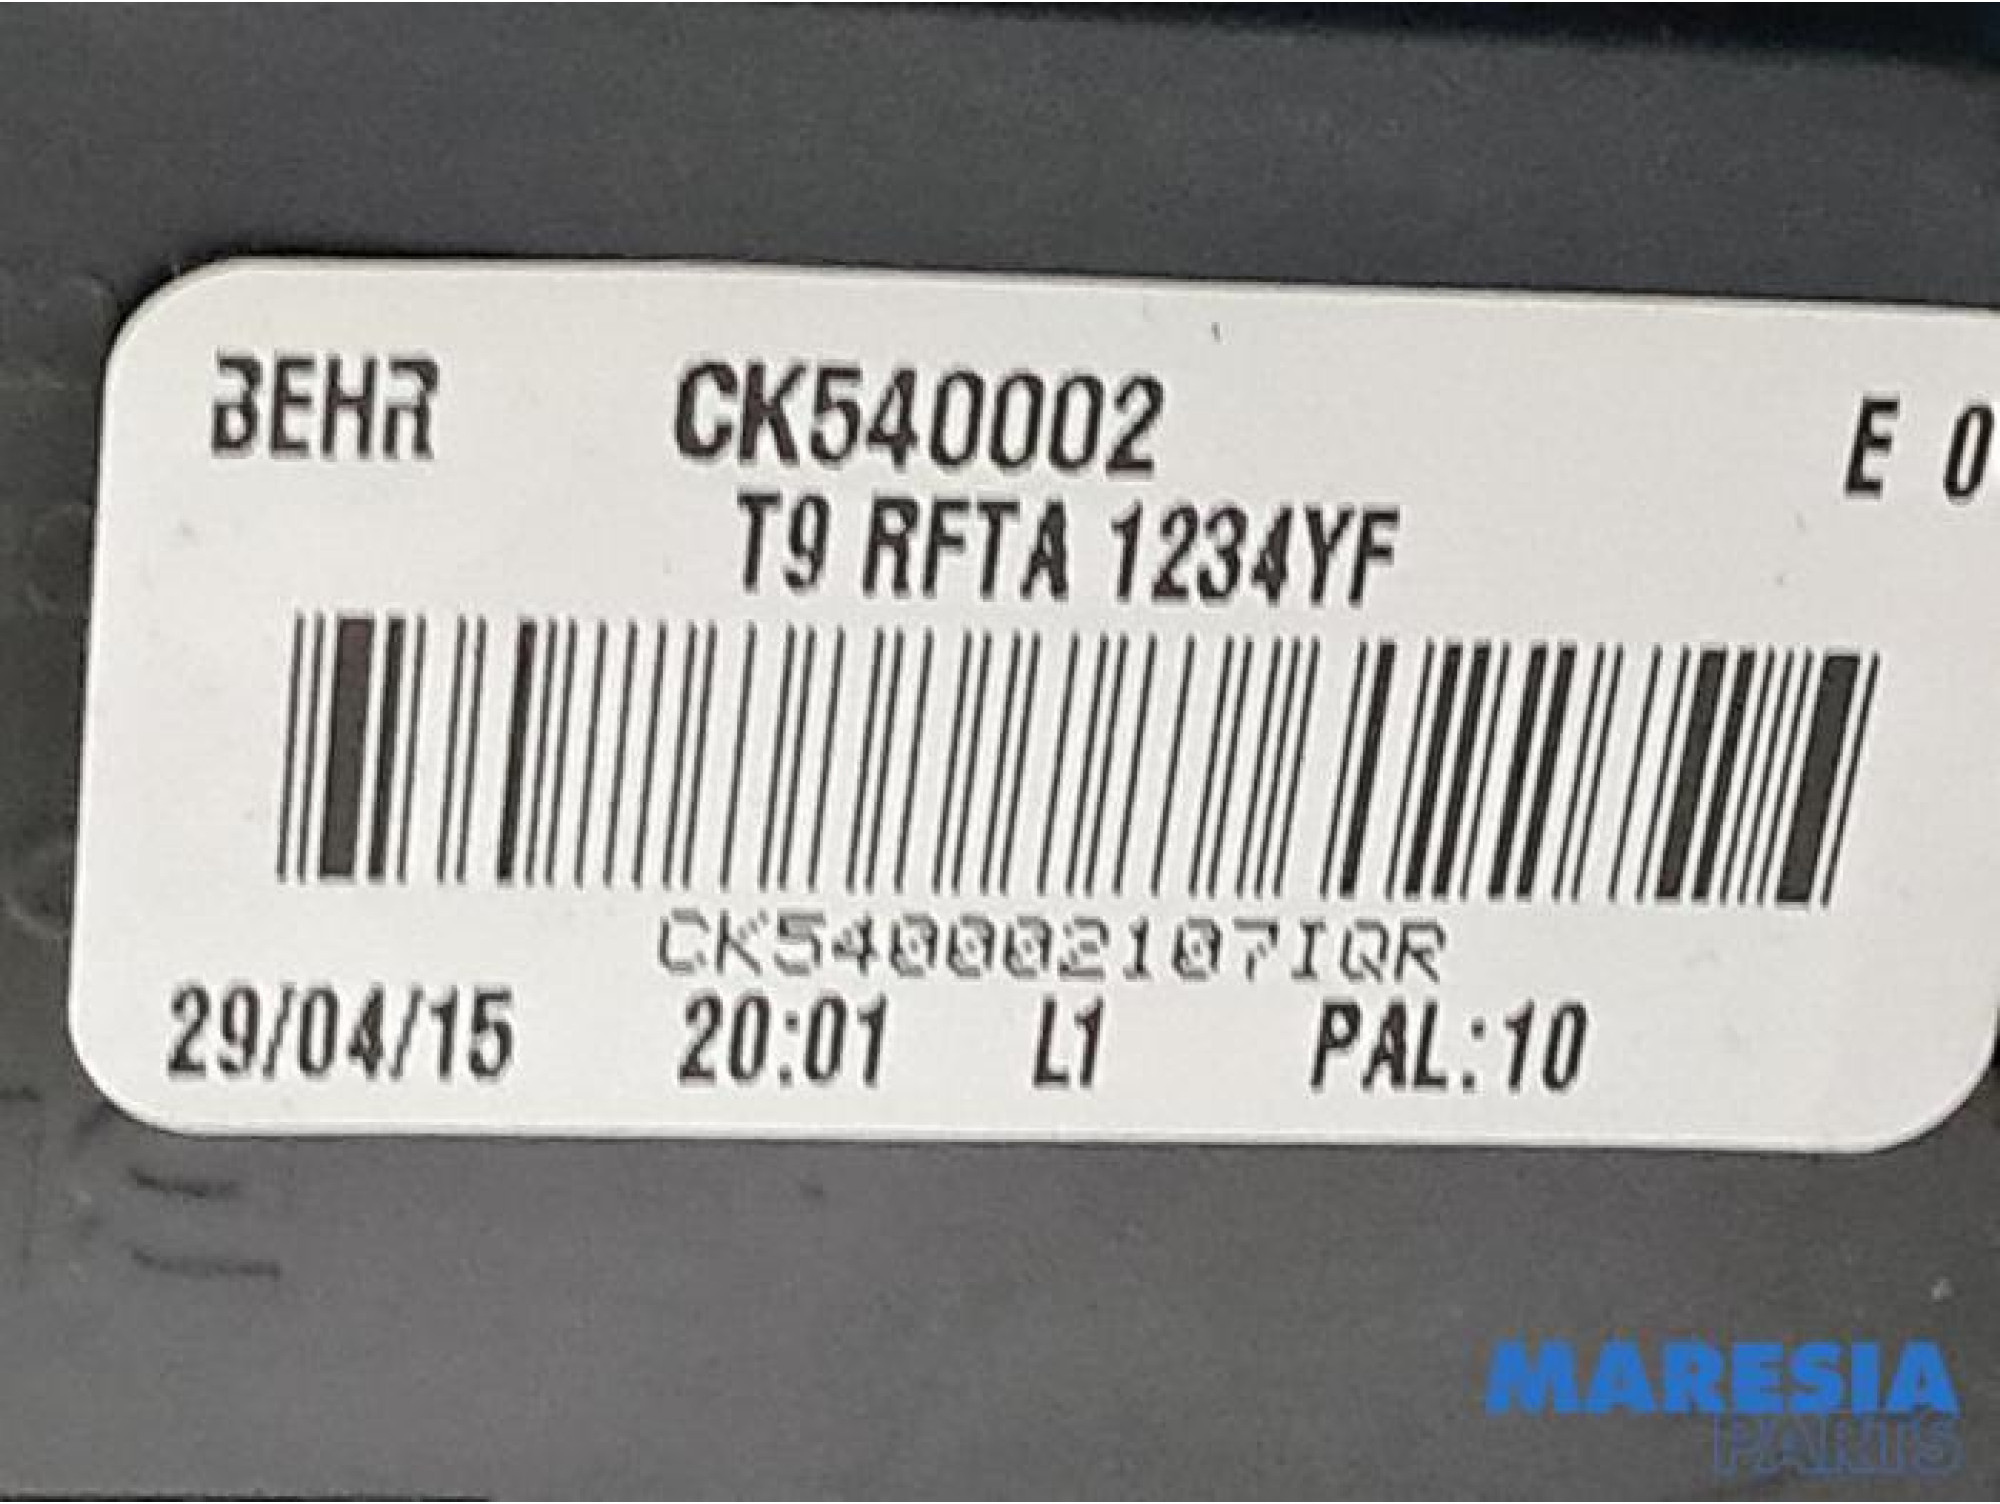 BEHR CK540002 E 0
T9 RFTA 1234YF
CK540002107IQR
29/04/15 20:01 L1 PAL:10
MARESIA
PARTS